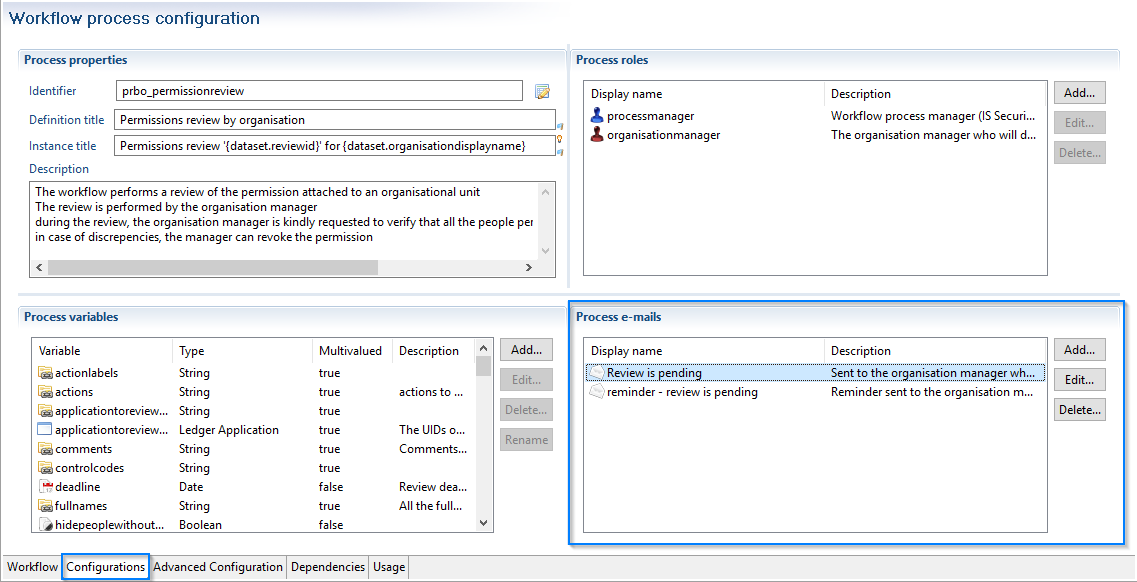 Workflow process configuration
Process properties
Identifier
prbo_permissionreview
Definition title
Permissions review by organisation
Instance title
Permissions review '{dataset.reviewid}' for {dataset.organisationdisplayname}
Description
The workflow performs a review of the permission attached to an organisational unit
The review is performed by the organisation manager
during the review, the organisation manager is kindly requested to verify that all the people per
in case of discrepencies, the manager can revoke the permission
Process roles
Display name Description
processmanager Workflow process manager (IS Securi...
organisationmanager The organisation manager who will d...
Add...
Edit...
Delete...
Process variables
Variable Type Multivalued Description
actionlabels String true
actions String true actions to ...
applicationtoreview... String true
applicationtoreview... Ledger Application true The UIDs o...
comments String true Comments...
controlcodes String true
deadline Date false Review dea...
fullnames String true All the full...
hidepeoplewithout... Boolean false
Add...
Edit...
Delete...
Rename
Process e-mails
Display name Description
Review is pending Sent to the organisation manager wh...
reminder - review is pending Reminder sent to the organisation m...
Add...
Edit...
Delete...
Workflow Configurations Advanced Configuration Dependencies Usage